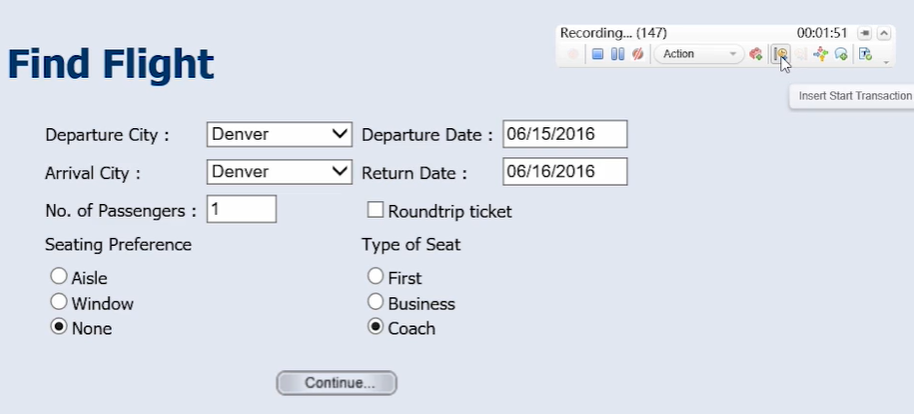 Recording... (147) 00:01:51
Action
Insert Start Transaction
Find Flight
Departure City : Denver Departure Date : 06/15/2016
Arrival City : Denver Return Date : 06/16/2016
No. of Passengers : 1 Roundtrip ticket
Seating Preference Type of Seat
Aisle First
Window Business
None Coach
Continue...